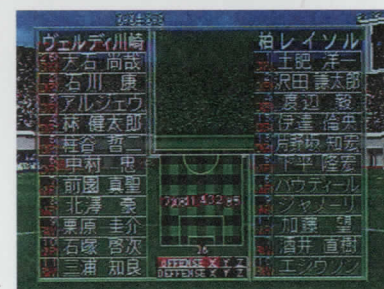 ヴェルディ川崎
大石 尚哉
石川 康
アルジェウ
林 健太郎
柱谷 哲二
中村 忠
前園 真聖
北澤 豪
栗原 圭介
石塚 啓次
三浦 知良
柏レイソル
土肥 洋一
沢田 謙太郎
渡辺 毅
伊達 倫央
片野坂 知宏
下平 隆宏
バウディール
ジャメーリ
加藤 望
酒井 直樹
エジウソン
OFFENSE X Y Z
DEFFENSE X Y Z